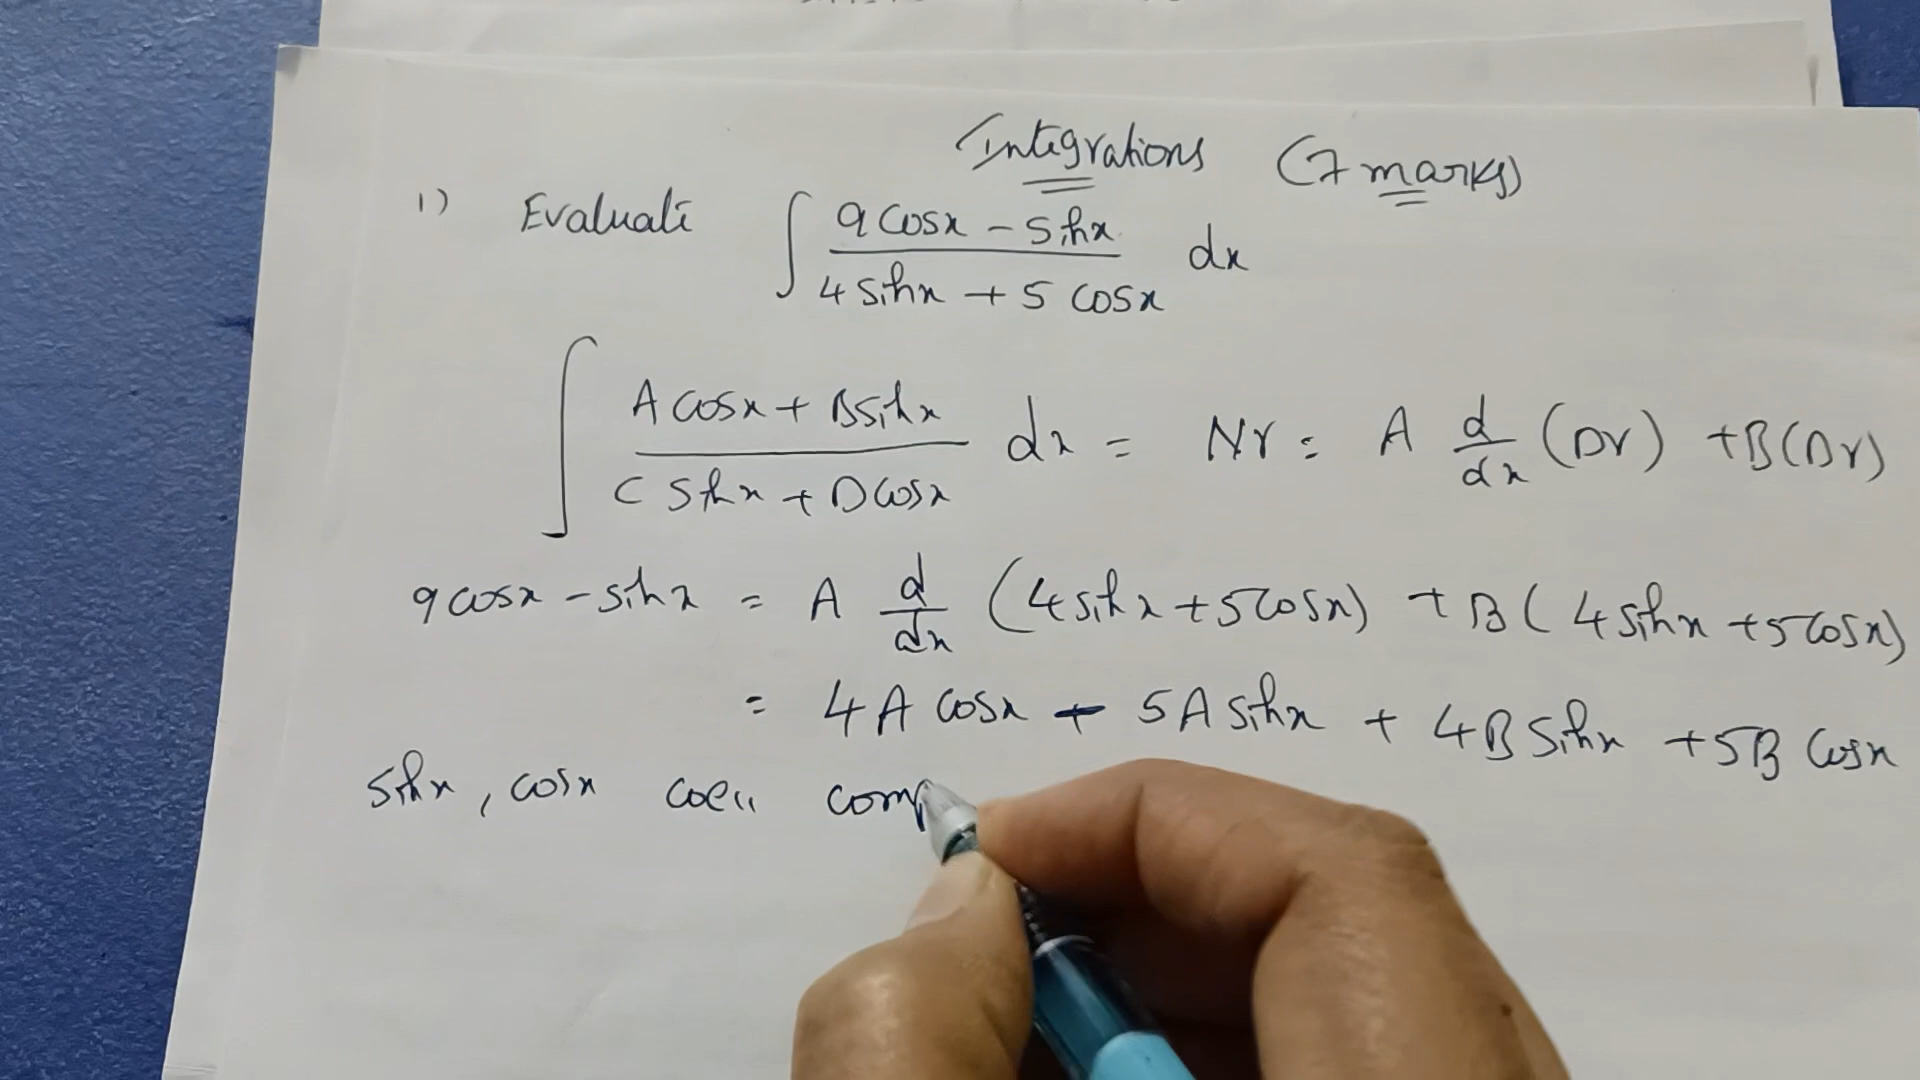 Integrations (7 marks)
1) Evaluate ∫ (9 cosx - sinx)/(4 sinx + 5 cosx) dx
∫ (A cosx + B sinx)/(C sinx + D cosx) dx = Nr = A d/dx (Dr) + B(Dr)
9 cosx - sinx = A d/dx (4 sinx + 5 cosx) + B (4 sinx + 5 cosx)
= 4A cosx - 5A sinx + 4B sinx + 5B cosx
sinx, cosx coe11 comp